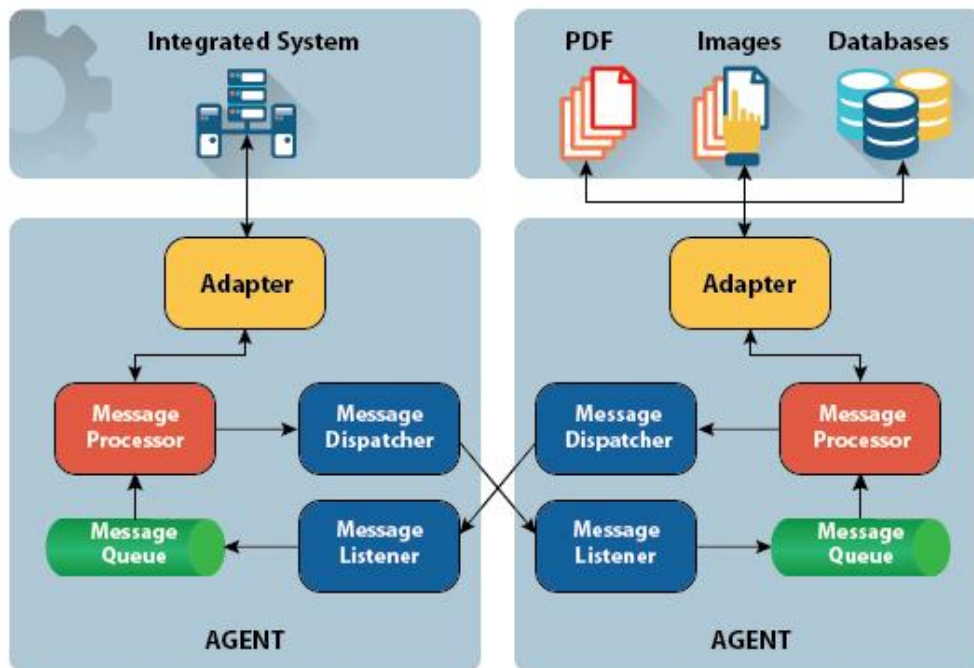 Integrated System
PDF
Images
Databases
Adapter
Adapter
Message
Processor
Message
Dispatcher
Message
Dispatcher
Message
Processor
Message
Queue
Message
Listener
Message
Listener
Message
Queue
AGENT
AGENT